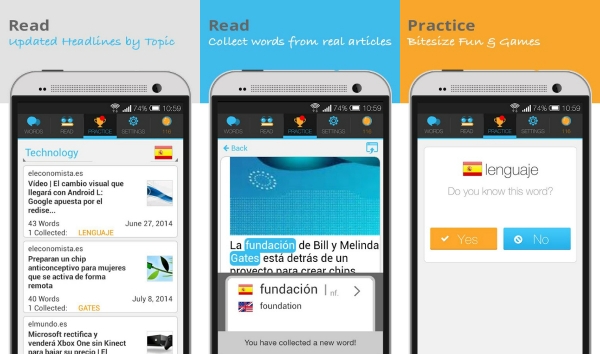 Read
Updated Headlines by Topic
74% 10:59
WORDS READ PRACTICE SETTINGS
Technology
eleconomista.es
Vídeo | El cambio visual que
llegará con Android L:
Google apuesta por el
redise...
43 Words June 27, 2014
1 Collected: LENGUAJE
eleconomista.es
Preparan un chip
anticonceptivo para mujeres
que se activa de forma
remota
40 Words July 8, 2014
1 Collected: GATES
elmundo.es
Microsoft rectifica y
venderá Xbox One sin Kinect
para bajar su precio | El
Read
Collect words from real articles
74% 10:59
WORDS READ PRACTICE SETTINGS
Back
La fundación de Bill y Melinda
Gates está detrás de un
proyecto para crear chips
fundación | nf.
foundation
You have collected a new word!
Practice
Bitesize Fun & Games
74% 10:59
WORDS READ PRACTICE SETTINGS
lenguaje
Do you know this word?
Yes No